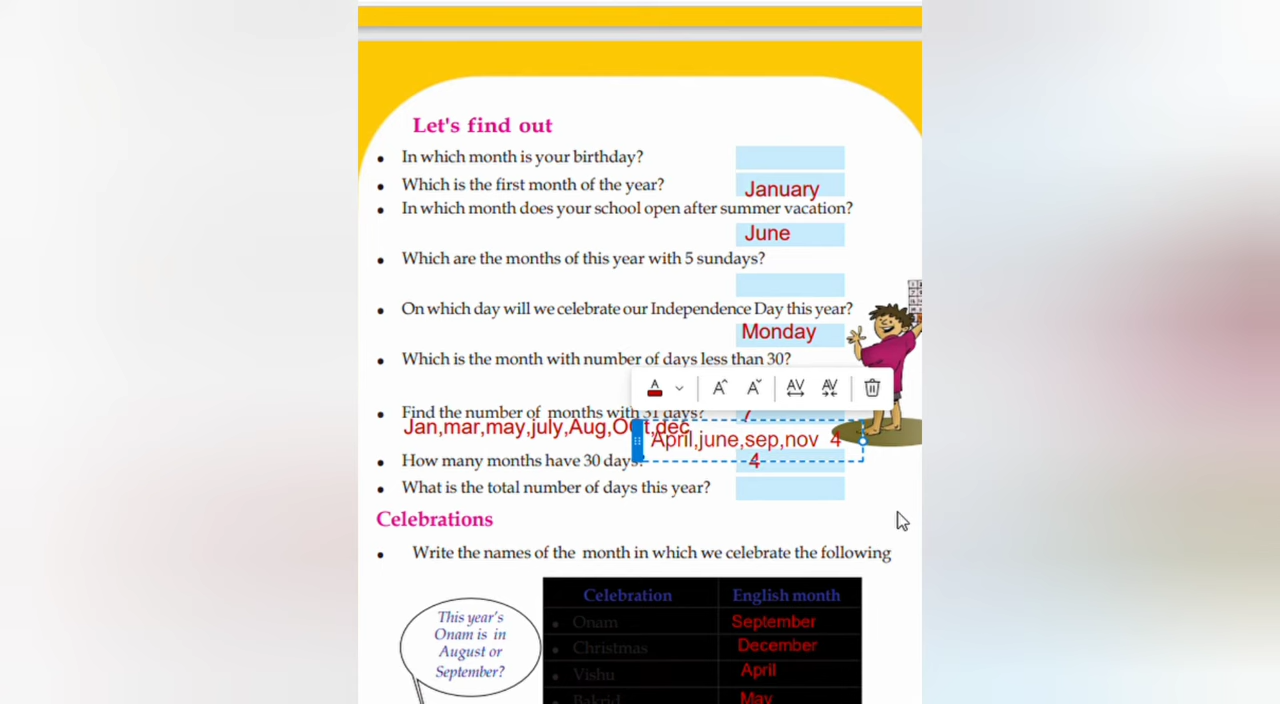 Let's find out
• In which month is your birthday?
• Which is the first month of the year? January
• In which month does your school open after summer vacation?
June
• Which are the months of this year with 5 sundays?
• On which day will we celebrate our Independence Day this year?
Monday
• Which is the month with number of days less than 30?
• Find the number of months with 31 days? 7
Jan,mar,may,july,Aug,OCt,dec
April,june,sep,nov 4
• How many months have 30 days? 4
• What is the total number of days this year?
Celebrations
• Write the names of the month in which we celebrate the following
Celebration English month
• Onam September
• Christmas December
• Vishu April
• Bakrid May
This year's
Onam is in
August or
September?